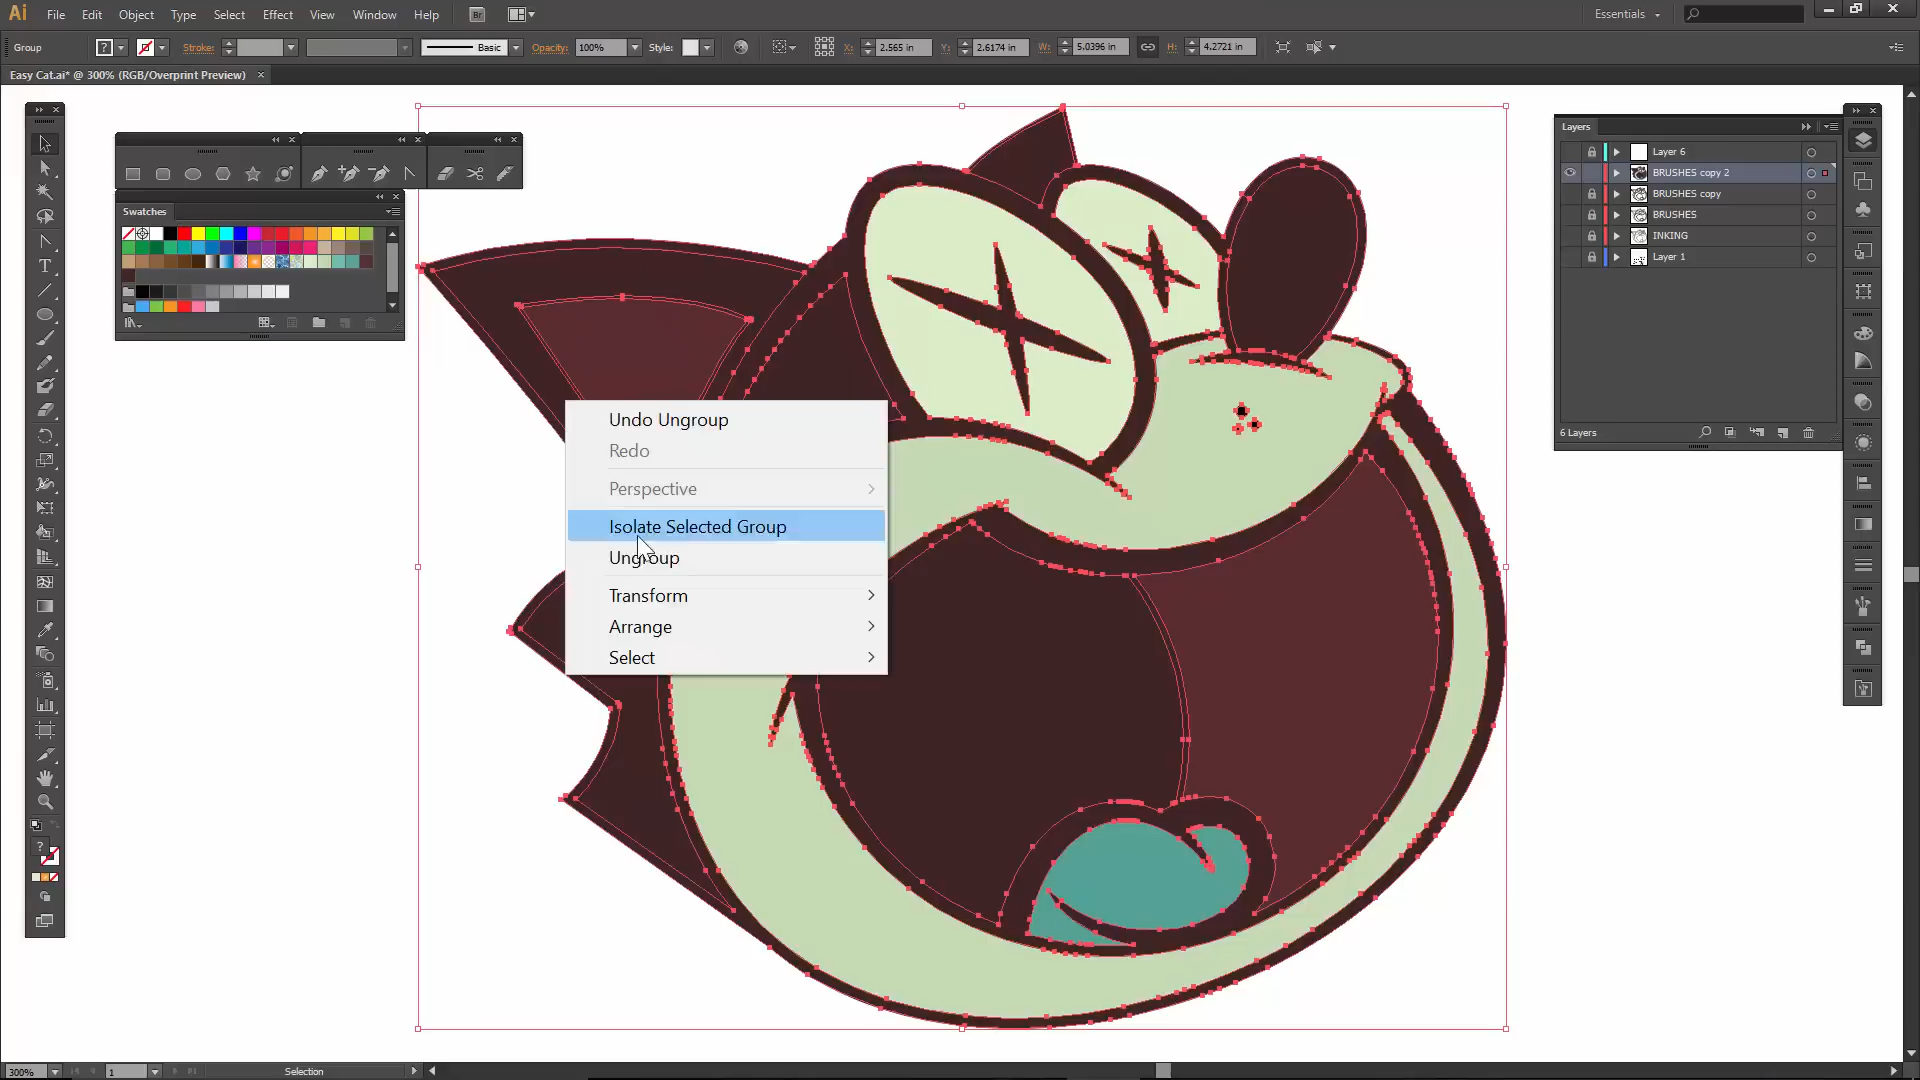 Ai File Edit Object Type Select Effect View Window Help Br Essentials
Group ? Stroke: Basic Opacity: 100% Style: X: 2.565 in Y: 2.6174 in W: 5.0396 in H: 4.2721 in
Easy Cat.ai* @ 300% (RGB/Overprint Preview)
Layers
Layer 6
BRUSHES copy 2
BRUSHES copy
BRUSHES
INKING
Layer 1
6 Layers
Swatches
Undo Ungroup
Redo
Perspective
Isolate Selected Group
Ungroup
Transform
Arrange
Select
?
300% 1 Selection